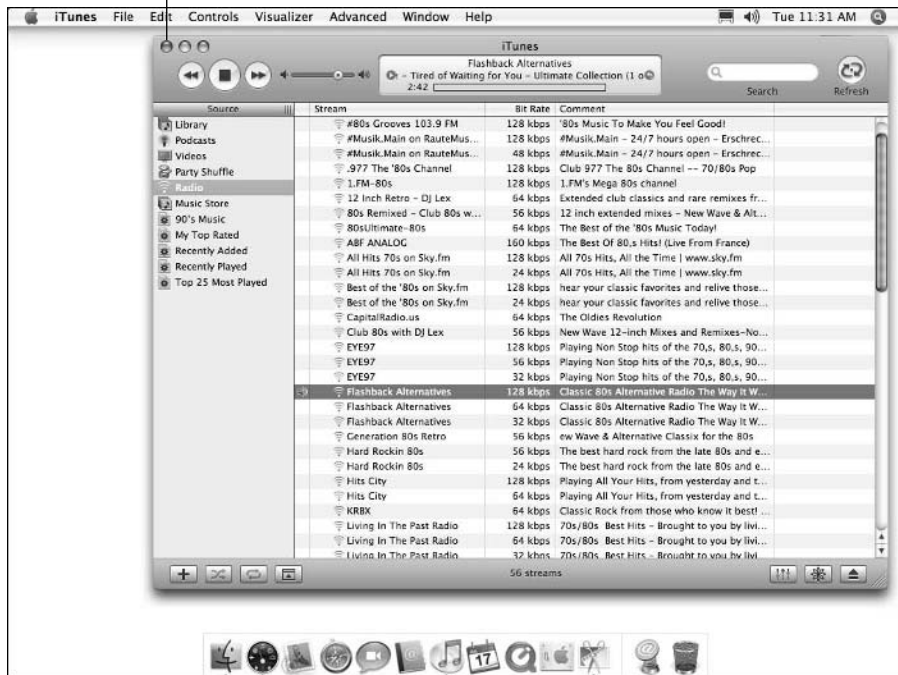 iTunes File Edit Controls Visualizer Advanced Window Help Tue 11:31 AM
iTunes
Flashback Alternatives
- Tired of Waiting for You - Ultimate Collection (1 o
2:42
Search Refresh
Source Stream Bit Rate Comment
Library #80s Grooves 103.9 FM 128 kbps '80s Music To Make You Feel Good!
Podcasts #Musik.Main on RauteMus... 128 kbps #Musik.Main - 24/7 hours open - Erschrec...
Videos #Musik.Main on RauteMus... 48 kbps #Musik.Main - 24/7 hours open - Erschrec...
Party Shuffle .977 The '80s Channel 128 kbps Club 977 The 80s Channel -- 70/80s Pop
Radio 1.FM-80s 128 kbps 1.FM's Mega 80s channel
Music Store 12 Inch Retro - DJ Lex 64 kbps Extended club classics and rare remixes fr...
90's Music 80s Remixed - Club 80s w... 56 kbps 12 inch extended mixes - New Wave & Alt...
My Top Rated 80sUltimate-80s 64 kbps The Best of the '80s Music Today!
Recently Added ABF ANALOG 160 kbps The Best Of 80,s Hits! (Live From France)
Recently Played All Hits 70s on Sky.fm 128 kbps All 70s Hits, All the Time | www.sky.fm
Top 25 Most Played All Hits 70s on Sky.fm 24 kbps All 70s Hits, All the Time | www.sky.fm
Best of the '80s on Sky.fm 128 kbps hear your classic favorites and relive those...
Best of the '80s on Sky.fm 24 kbps hear your classic favorites and relive those...
CapitalRadio.us 64 kbps The Oldies Revolution
Club 80s with DJ Lex 56 kbps New Wave 12-inch Mixes and Remixes-No...
EYE97 128 kbps Playing Non Stop hits of the 70,s, 80,s, 90...
EYE97 56 kbps Playing Non Stop hits of the 70,s, 80,s, 90...
EYE97 32 kbps Playing Non Stop hits of the 70,s, 80,s, 90...
Flashback Alternatives 128 kbps Classic 80s Alternative Radio The Way It W...
Flashback Alternatives 64 kbps Classic 80s Alternative Radio The Way It W...
Flashback Alternatives 32 kbps Classic 80s Alternative Radio The Way It W...
Generation 80s Retro 56 kbps ew Wave & Alternative Classix for the 80s
Hard Rockin 80s 56 kbps The best hard rock from the late 80s and e...
Hard Rockin 80s 24 kbps The best hard rock from the late 80s and e...
Hits City 128 kbps Playing All Your Hits, from yesterday and t...
Hits City 64 kbps Playing All Your Hits, from yesterday and t...
KRBX 64 kbps Classic Rock from those who know it best! ...
Living In The Past Radio 128 kbps 70s/80s Best Hits - Brought to you by livi...
Living In The Past Radio 64 kbps 70s/80s Best Hits - Brought to you by livi...
Living In The Past Radio 32 kbps 70s/80s Best Hits - Brought to you by livi...
56 streams
17